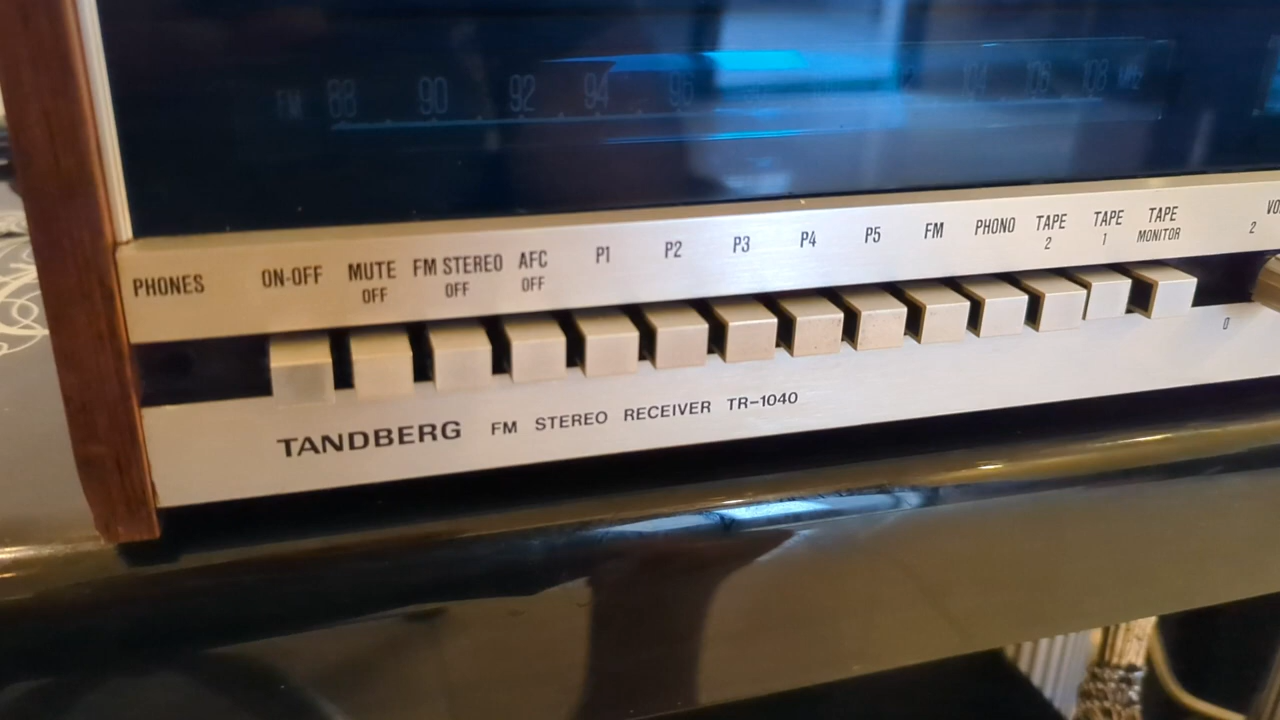 FM 88 90 92 94 96 104 106 108 MHz
PHONES
ON-OFF
MUTE
OFF
FM STEREO
OFF
AFC
OFF
P1
P2
P3
P4
P5
FM
PHONO
TAPE
2
TAPE
1
TAPE
MONITOR
VO
2
0
TANDBERG FM STEREO RECEIVER TR-1040